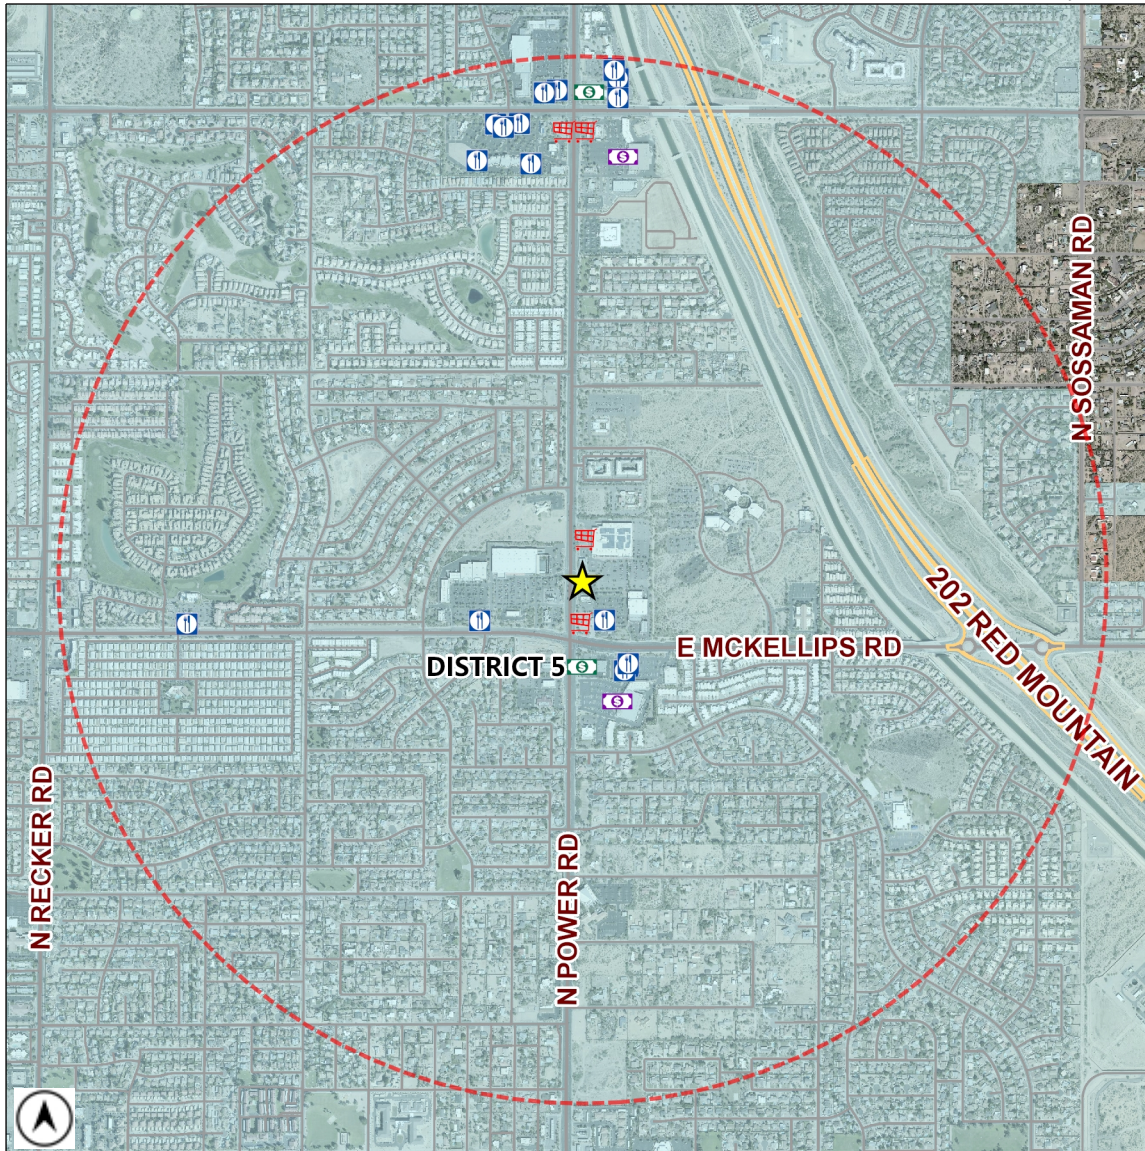 N SOSSAMAN RD
202 RED MOUNTAIN
E MCKELLIPS RD
DISTRICT 5
N RECKER RD
N POWER RD
$
$
$
$